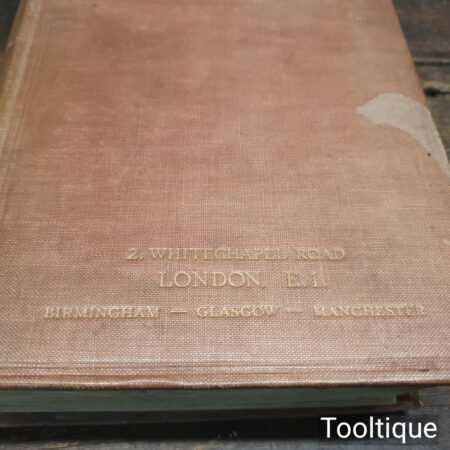 2, WHITECHAPEL ROAD
LONDON, E.1.
BIRMINGHAM — GLASGOW — MANCHESTER
Tooltique